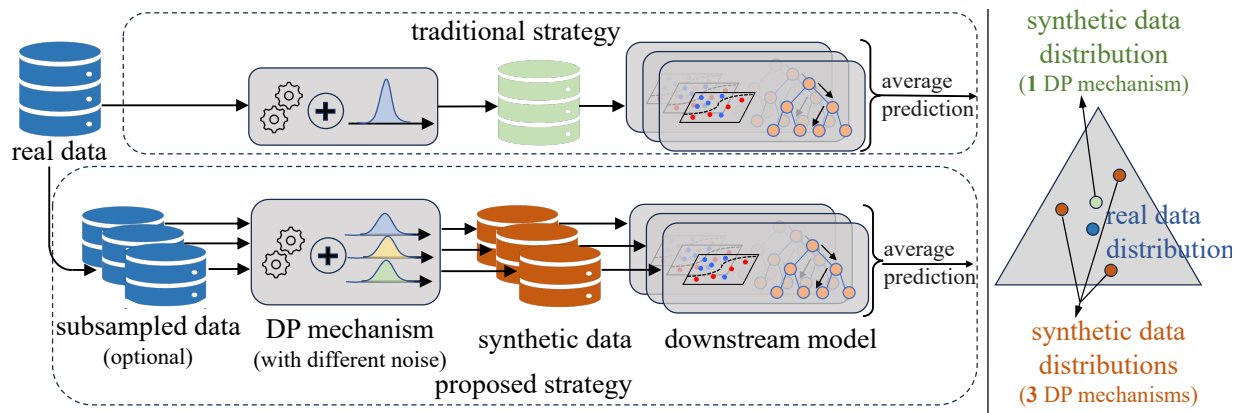 traditional strategy
real data
average
prediction
subsampled data
(optional)
DP mechanism
(with different noise)
synthetic data
downstream model
average
prediction
proposed strategy
synthetic data
distribution
(1 DP mechanism)
real data
distribution
synthetic data
distributions
(3 DP mechanisms)